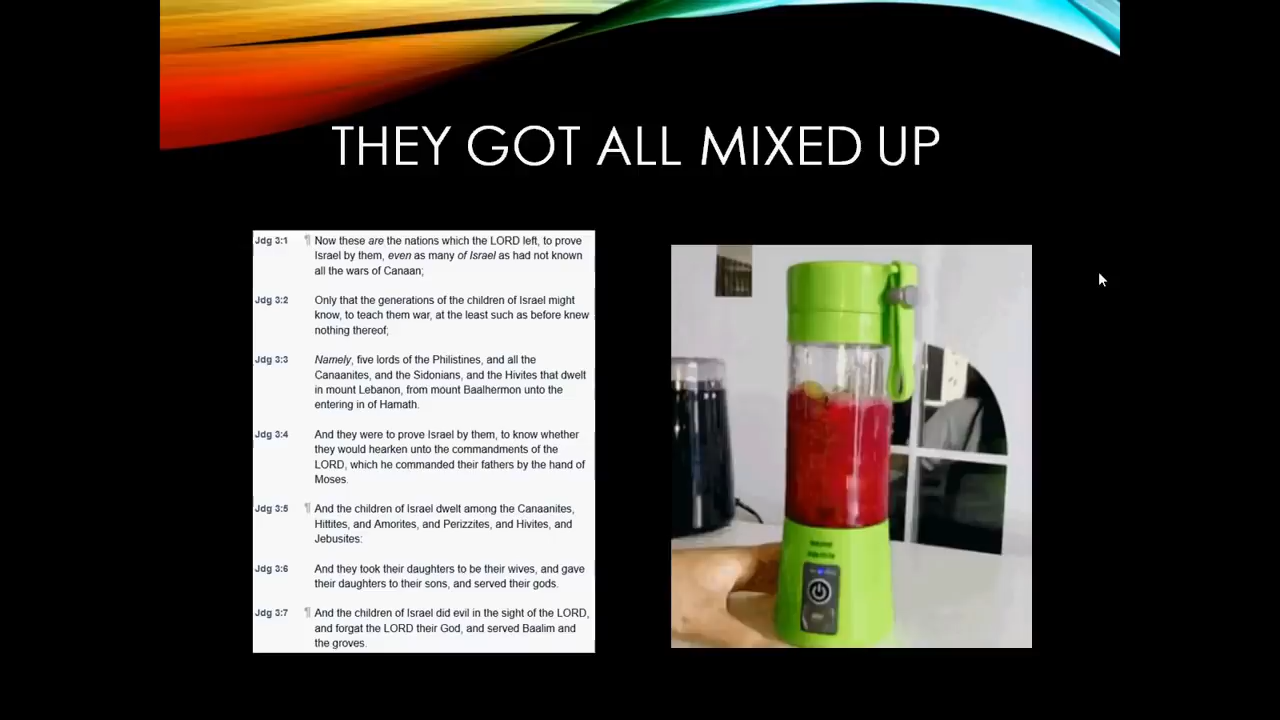 THEY GOT ALL MIXED UP
Jdg 3:1 ¶ Now these are the nations which the LORD left, to prove
Israel by them, even as many of Israel as had not known
all the wars of Canaan;
Jdg 3:2 Only that the generations of the children of Israel might
know, to teach them war, at the least such as before knew
nothing thereof;
Jdg 3:3 Namely, five lords of the Philistines, and all the
Canaanites, and the Sidonians, and the Hivites that dwelt
in mount Lebanon, from mount Baalhermon unto the
entering in of Hamath.
Jdg 3:4 And they were to prove Israel by them, to know whether
they would hearken unto the commandments of the
LORD, which he commanded their fathers by the hand of
Moses.
Jdg 3:5 ¶ And the children of Israel dwelt among the Canaanites,
Hittites, and Amorites, and Perizzites, and Hivites, and
Jebusites:
Jdg 3:6 And they took their daughters to be their wives, and gave
their daughters to their sons, and served their gods.
Jdg 3:7 ¶ And the children of Israel did evil in the sight of the LORD,
and forgat the LORD their God, and served Baalim and
the groves.